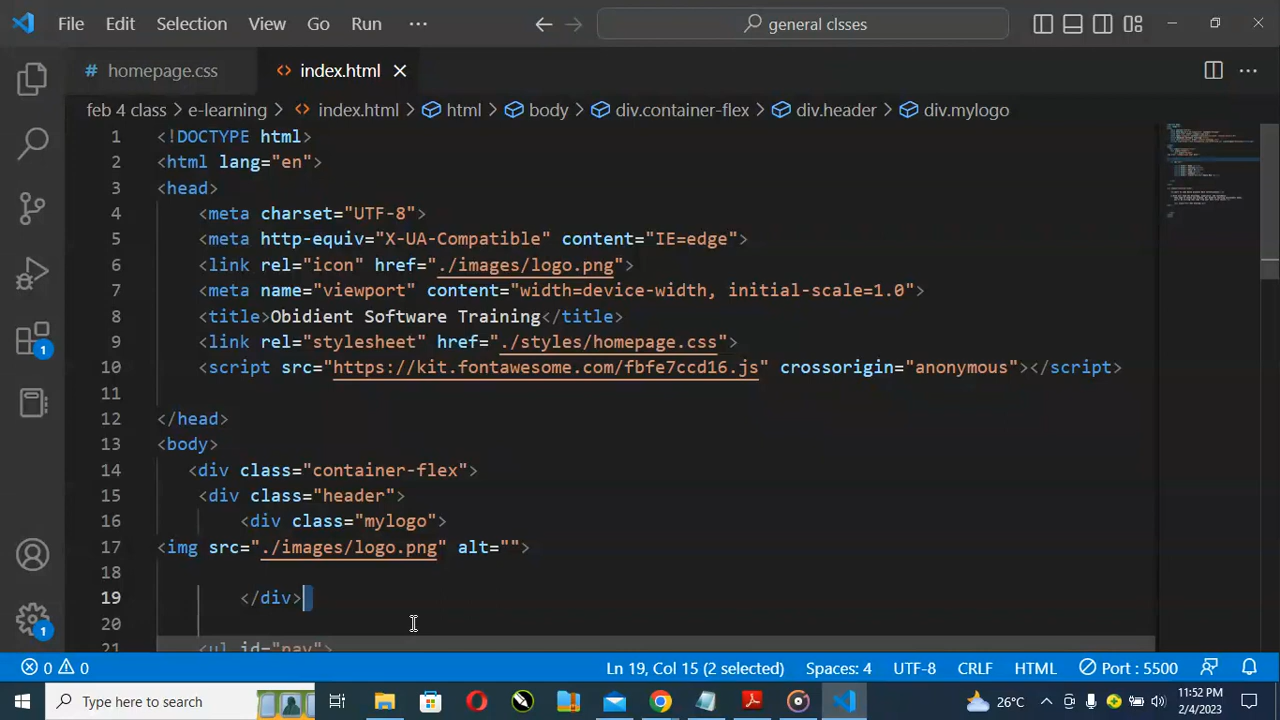 File Edit Selection View Go Run ··· general clsses
# homepage.css index.html
feb 4 class > e-learning > index.html > html > body > div.container-flex > div.header > div.mylogo
1 <!DOCTYPE html>
2 <html lang="en">
3 <head>
4 <meta charset="UTF-8">
5 <meta http-equiv="X-UA-Compatible" content="IE=edge">
6 <link rel="icon" href="./images/logo.png">
7 <meta name="viewport" content="width=device-width, initial-scale=1.0">
8 <title>Obidient Software Training</title>
9 <link rel="stylesheet" href="./styles/homepage.css">
10 <script src="https://kit.fontawesome.com/fbfe7ccd16.js" crossorigin="anonymous"></script>
11
12 </head>
13 <body>
14 <div class="container-flex">
15 <div class="header">
16 <div class="mylogo">
17 <img src="./images/logo.png" alt="">
18
19 </div>
20
21 <ul id="nav">
1
1
0 0 Ln 19, Col 15 (2 selected) Spaces: 4 UTF-8 CRLF HTML Port : 5500
Type here to search 26°C 11:52 PM
2/4/2023